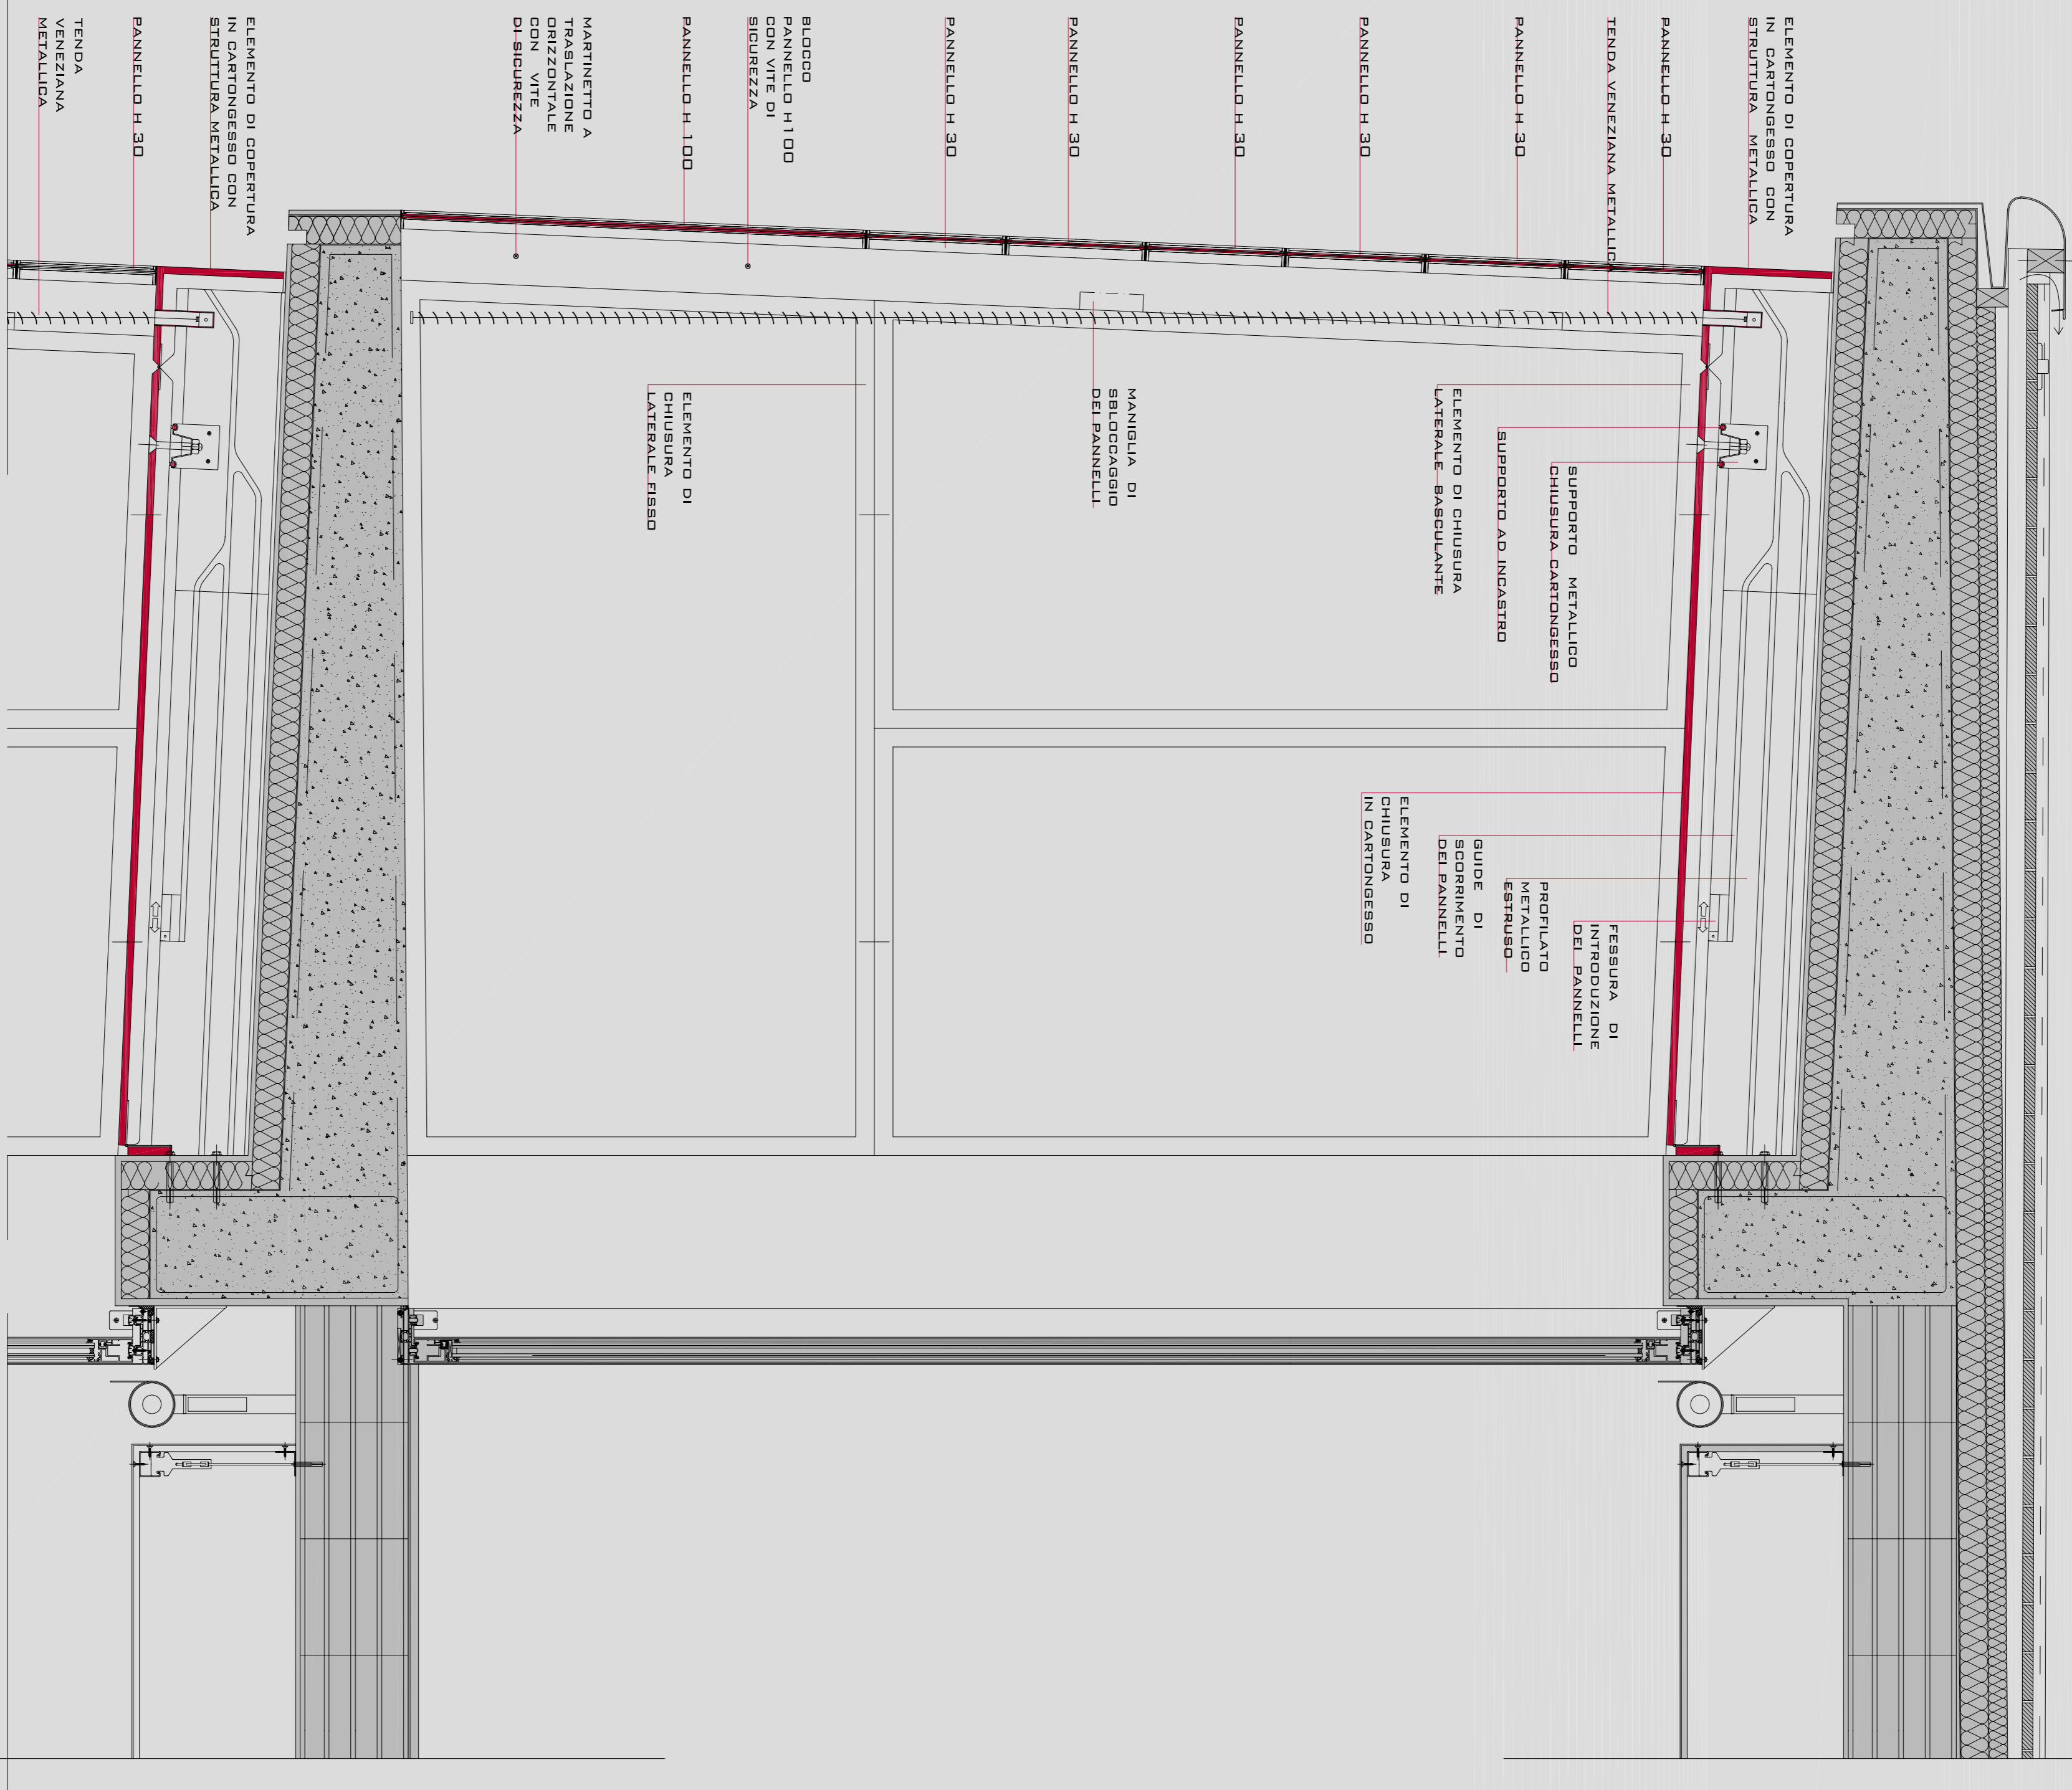 ELEMENTO DI COPERTURA
IN CARTONGESSO CON
STRUTTURA METALLICA
PANNELLO H 30
TENDA VENEZIANA METALLICA
PANNELLO H 30
PANNELLO H 30
PANNELLO H 30
PANNELLO H 30
PANNELLO H 30
BLOCCO
PANNELLO H100
CON VITE DI
SICUREZZA
PANNELLO H 100
MARTINETTO A
TRASLAZIONE
ORIZZONTALE
CON VITE
DI SICUREZZA
ELEMENTO DI COPERTURA
IN CARTONGESSO CON
STRUTTURA METALLICA
PANNELLO H 30
TENDA
VENEZIANA
METALLICA
SUPPORTO METALLICO
CHIUSURA CARTONGESSO
SUPPORTO AD INCASTRO
ELEMENTO DI CHIUSURA
LATERALE BASCULANTE
MANIGLIA DI
SBLOCCAGGIO
DEI PANNELLI
ELEMENTO DI
CHIUSURA
LATERALE FISSO
FESSURA DI
INTRODUZIONE
DEI PANNELLI
PROFILATO
METALLICO
ESTRUSO
GUIDE DI
SCORRIMENTO
DEI PANNELLI
ELEMENTO DI
CHIUSURA
IN CARTONGESSO